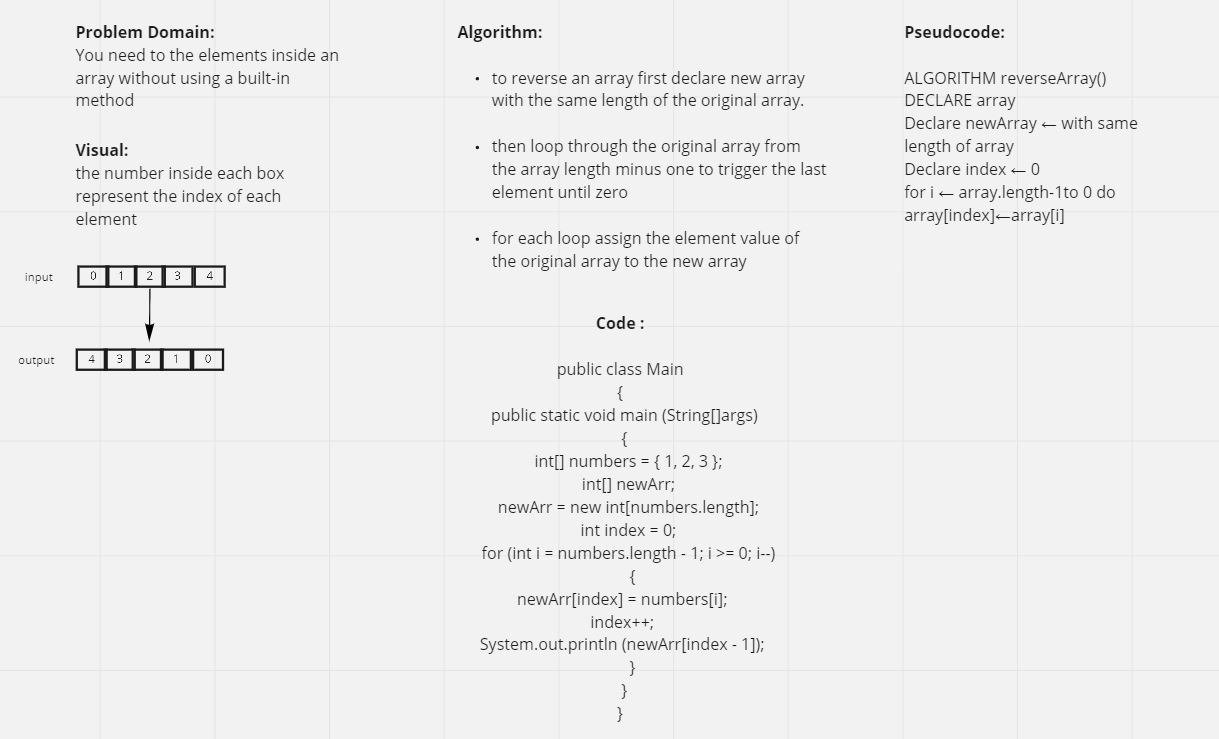 Problem Domain:
You need to the elements inside an
array without using a built-in
method
Visual:
the number inside each box
represent the index of each
element
input
0 1 2 3 4
output
4 3 2 1 0
Algorithm:
• to reverse an array first declare new array
with the same length of the original array.
• then loop through the original array from
the array length minus one to trigger the last
element until zero
• for each loop assign the element value of
the original array to the new array
Code :
public class Main
{
public static void main (String[]args)
{
int[] numbers = { 1, 2, 3 };
int[] newArr;
newArr = new int[numbers.length];
int index = 0;
for (int i = numbers.length - 1; i >= 0; i--)
{
newArr[index] = numbers[i];
index++;
System.out.println (newArr[index - 1]);
}
}
}
Pseudocode:
ALGORITHM reverseArray()
DECLARE array
Declare newArray ← with same
length of array
Declare index ← 0
for i ← array.length-1to 0 do
array[index]←array[i]